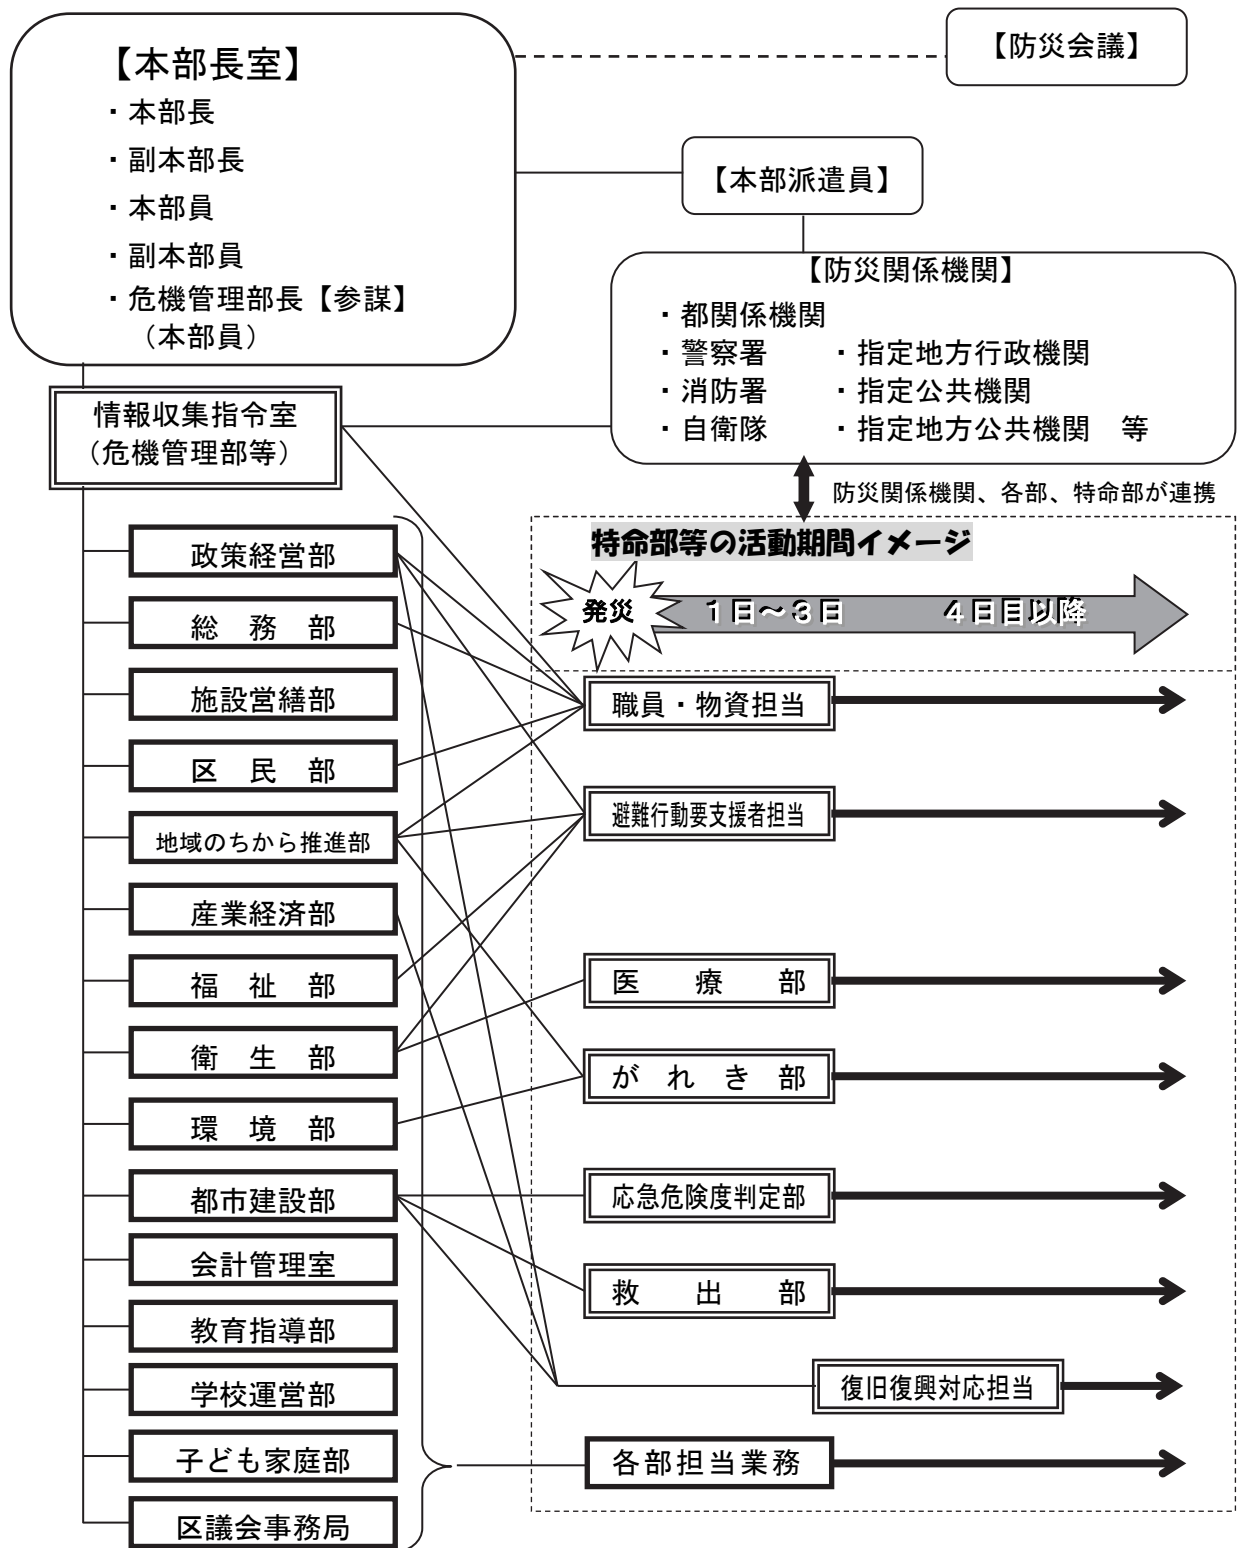 【本部長室】
・本部長
・副本部長
・本部員
・副本部員
・危機管理部長【参謀】
（本部員）
【防災会議】
【本部派遣員】
【防災関係機関】
・都関係機関
・警察署　　・指定地方行政機関
・消防署　　・指定公共機関
・自衛隊　　・指定地方公共機関　等
情報収集指令室
（危機管理部等）
防災関係機関、各部、特命部が連携
特命部等の活動期間イメージ
発災
１日～３日
４日目以降
政策経営部
総　務　部
施設営繕部
区　民　部
地域のちから推進部
産業経済部
福　祉　部
衛　生　部
環　境　部
都市建設部
会計管理室
教育指導部
学校運営部
子ども家庭部
区議会事務局
職員・物資担当
避難行動要支援者担当
医　療　部
が　れ　き　部
応急危険度判定部
救　出　部
復旧復興対応担当
各部担当業務